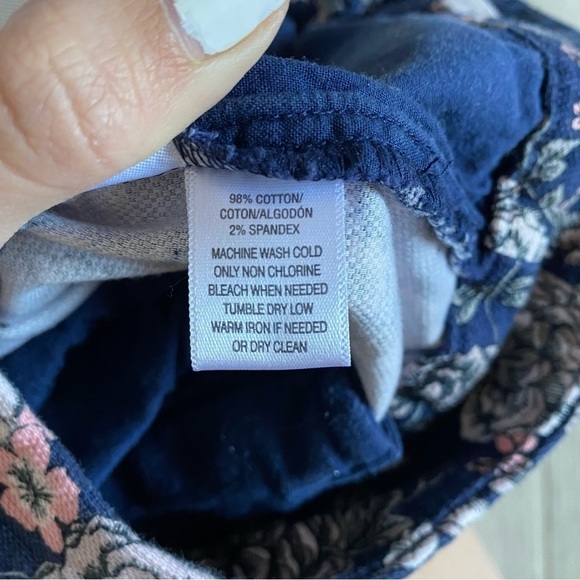 98% COTTON/
COTON/ALGODÓN
2% SPANDEX
MACHINE WASH COLD
ONLY NON CHLORINE
BLEACH WHEN NEEDED
TUMBLE DRY LOW
WARM IRON IF NEEDED
OR DRY CLEAN